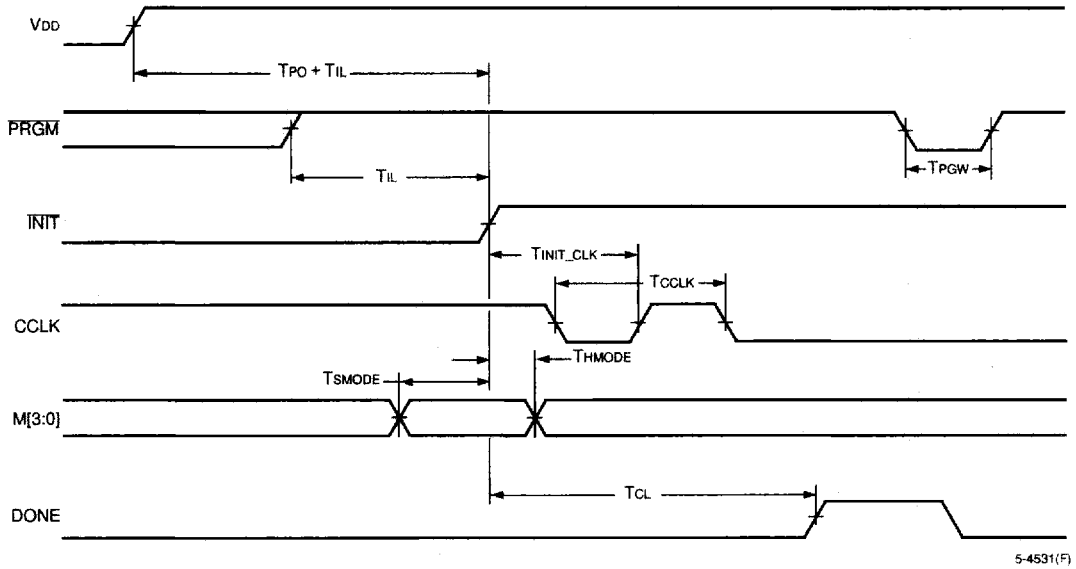 VDD
TPO + TIL
PRGM
TIL
TPGW
INIT
TINIT_CLK
TCCLK
CCLK
THMODE
TSMODE
M[3:0]
TCL
DONE
5-4531(F)